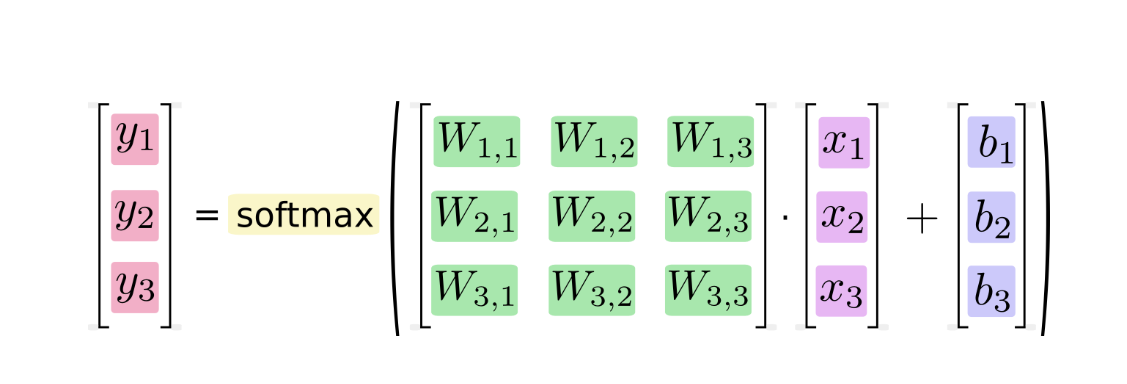 y1 W1,1 W1,2 W1,3 x1 b1
y2 = softmax W2,1 W2,2 W2,3 · x2 + b2
y3 W3,1 W3,2 W3,3 x3 b3